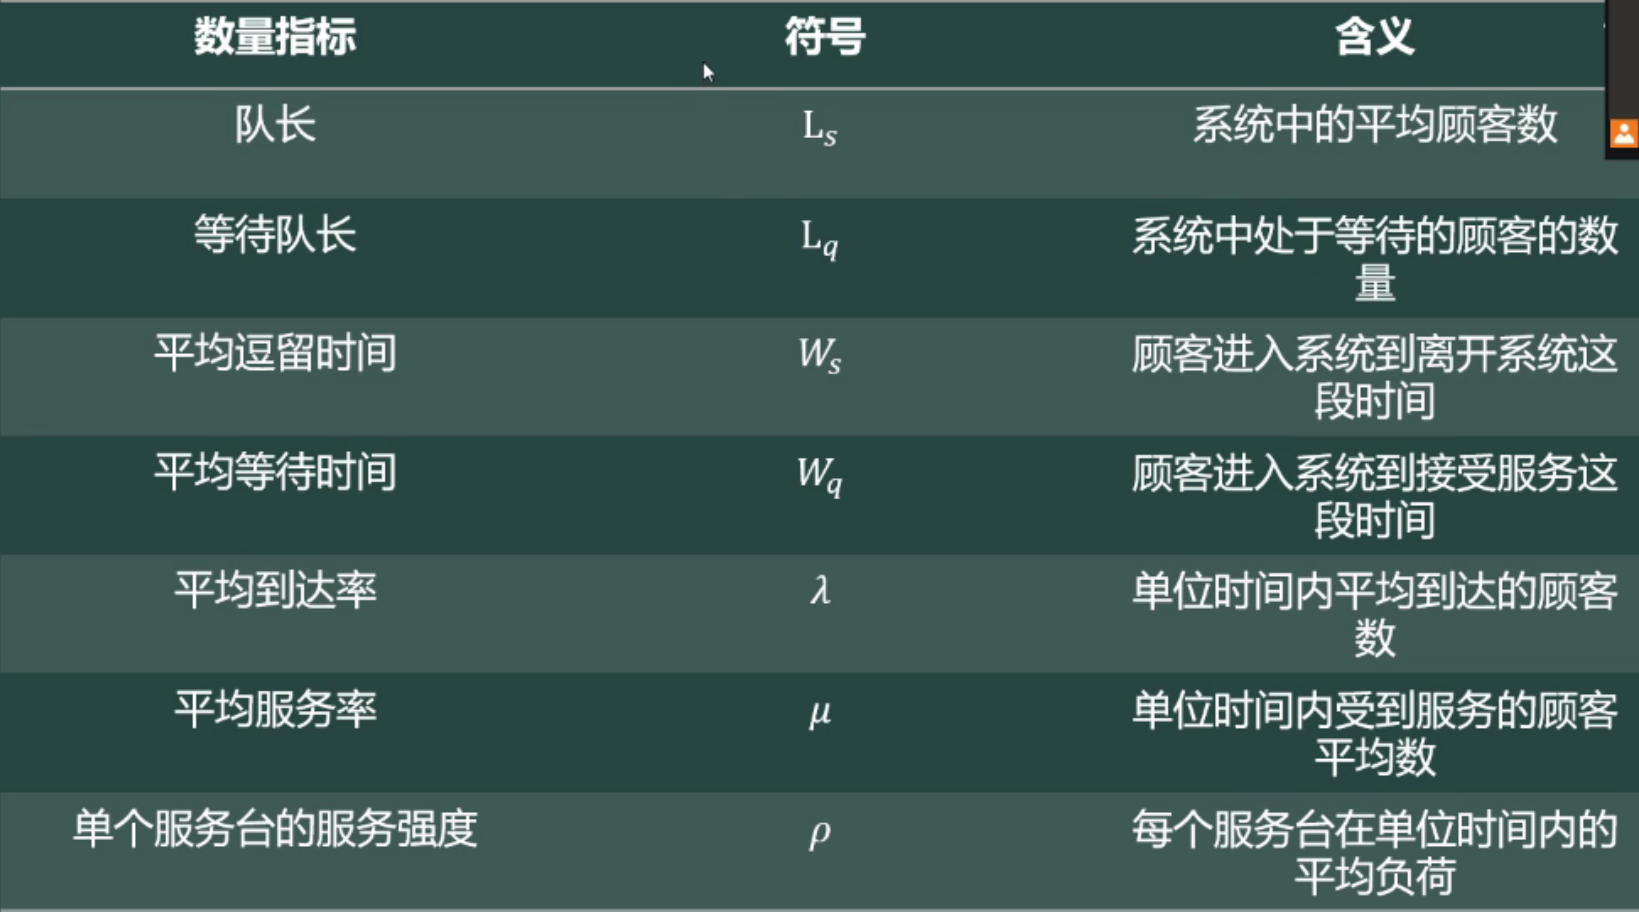 数量指标 符号 含义
队长 Ls 系统中的平均顾客数
等待队长 Lq 系统中处于等待的顾客的数
量
平均逗留时间 Ws 顾客进入系统到离开系统这
段时间
平均等待时间 Wq 顾客进入系统到接受服务这
段时间
平均到达率 λ 单位时间内平均到达的顾客
数
平均服务率 μ 单位时间内受到服务的顾客
平均数
单个服务台的服务强度 ρ 每个服务台在单位时间内的
平均负荷